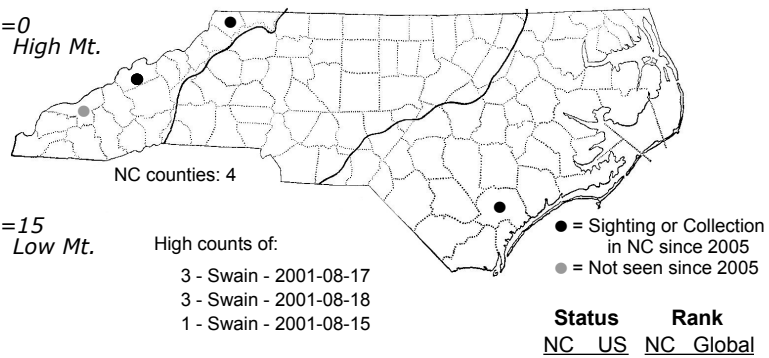 =0
High Mt.
NC counties: 4
=15
Low Mt.
High counts of:
3 - Swain - 2001-08-17
3 - Swain - 2001-08-18
1 - Swain - 2001-08-15
= Sighting or Collection
in NC since 2005
= Not seen since 2005
Status Rank
NC US NC Global